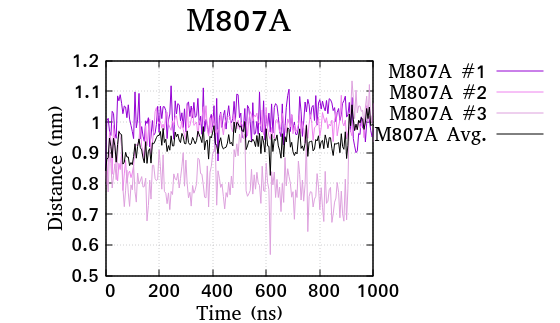 M807A
1.2
1.1
1
0.9
0.8
0.7
0.6
0.5
Distance (nm)
0 200 400 600 800 1000
Time (ns)
M807A #1
M807A #2
M807A #3
M807A Avg.